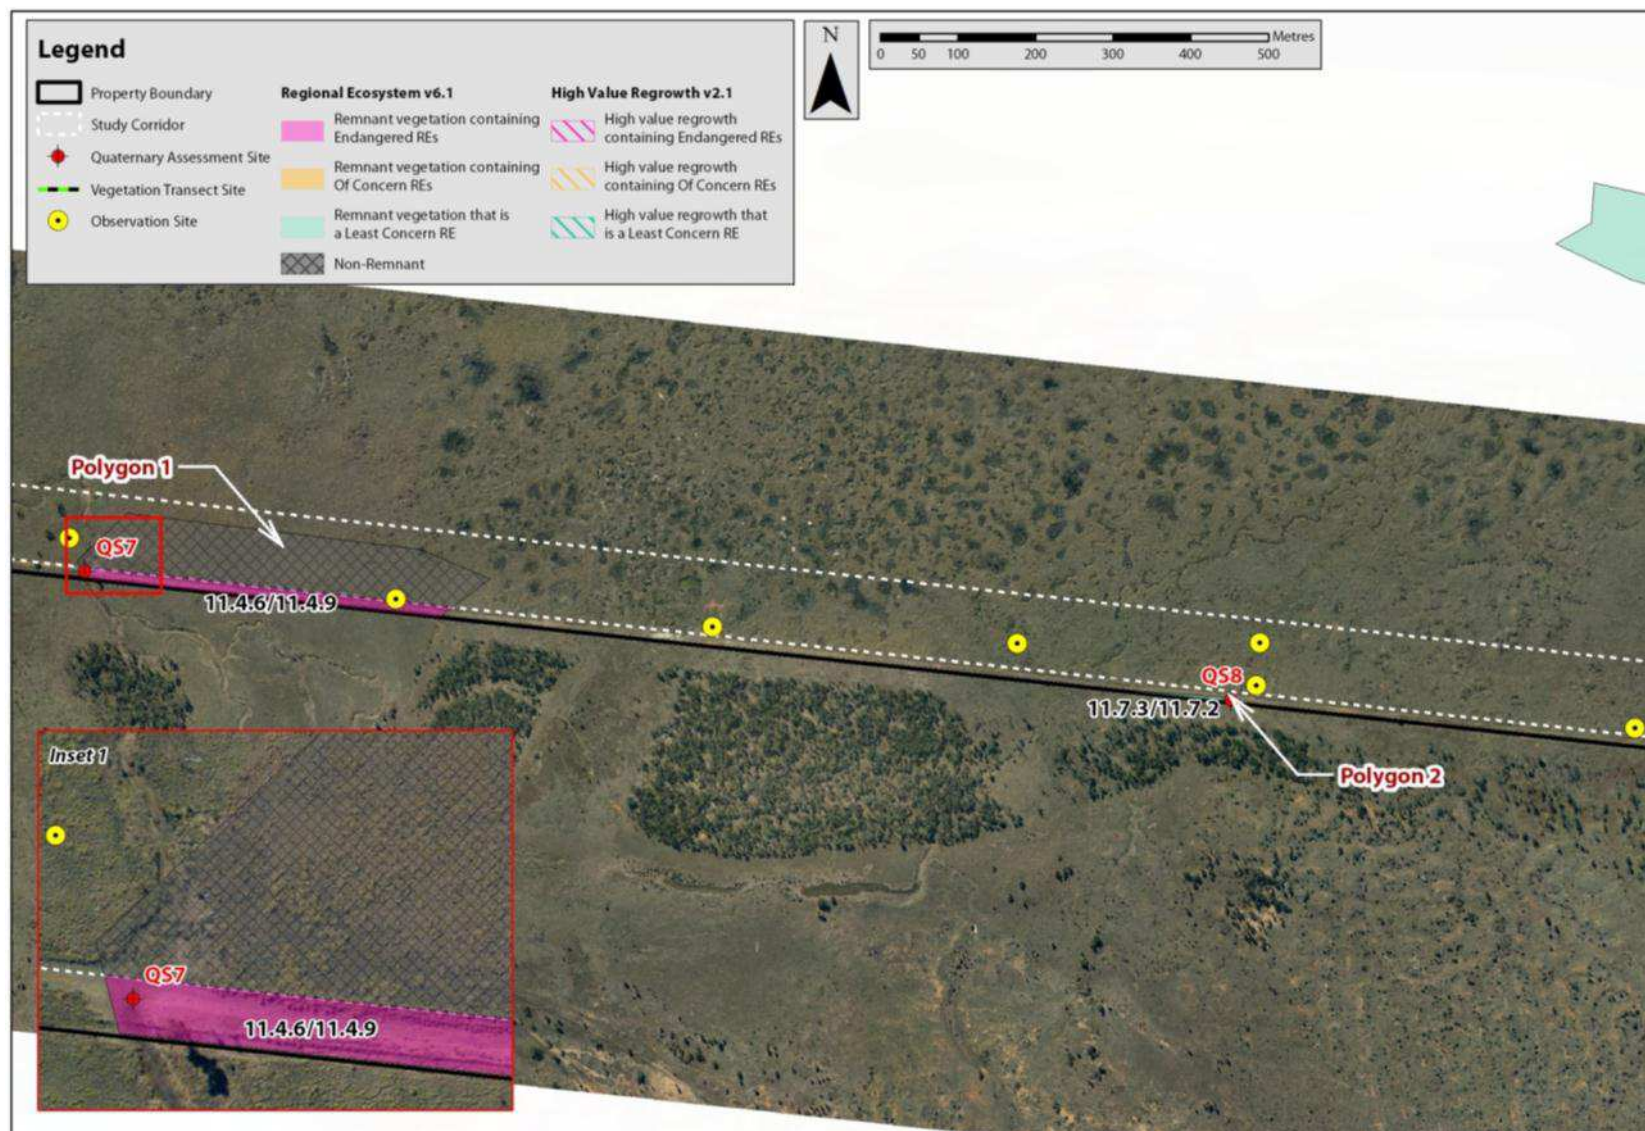 Legend
Property Boundary
Study Corridor
Quaternary Assessment Site
Vegetation Transect Site
Observation Site
Regional Ecosystem v6.1
Remnant vegetation containing
Endangered REs
Remnant vegetation containing
Of Concern REs
Remnant vegetation that is
a Least Concern RE
Non-Remnant
High Value Regrowth v2.1
High value regrowth
containing Endangered REs
High value regrowth
containing Of Concern REs
High value regrowth that
is a Least Concern RE
N
Metres
0 50 100 200 300 400 500
Polygon 1
QS7
11.4.6/11.4.9
QS8
11.7.3/11.7.2
Polygon 2
Inset 1
QS7
11.4.6/11.4.9